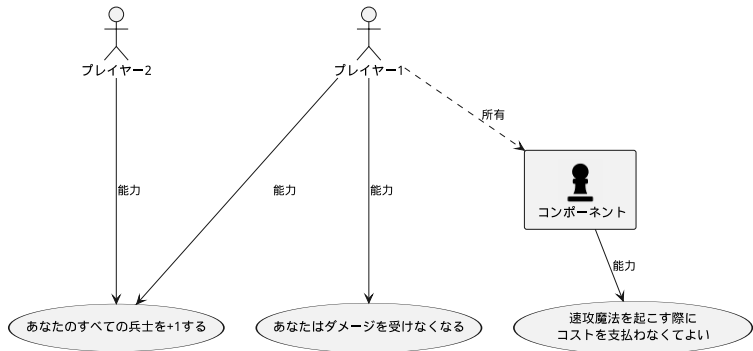 プレイヤー2
プレイヤー1
所有
能力
能力
能力
コンポーネント
能力
あなたのすべての兵士を+1する
あなたはダメージを受けなくなる
速攻魔法を起こす際に
コストを支払わなくてよい